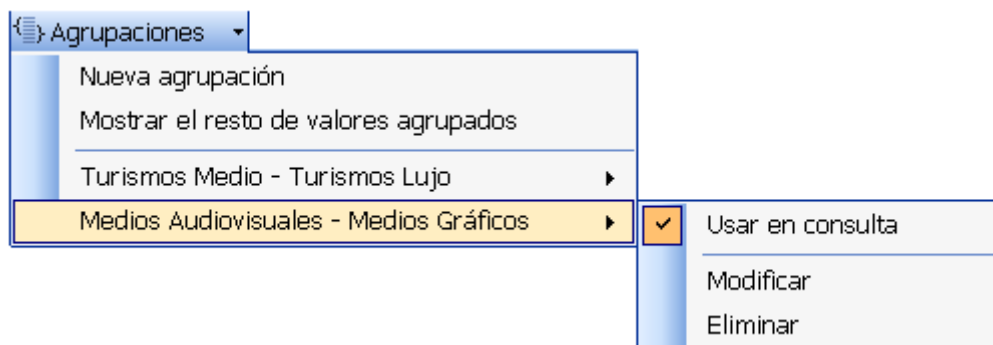 Agrupaciones
Nueva agrupación
Mostrar el resto de valores agrupados
Turismos Medio - Turismos Lujo
Medios Audiovisuales - Medios Gráficos
Usar en consulta
Modificar
Eliminar